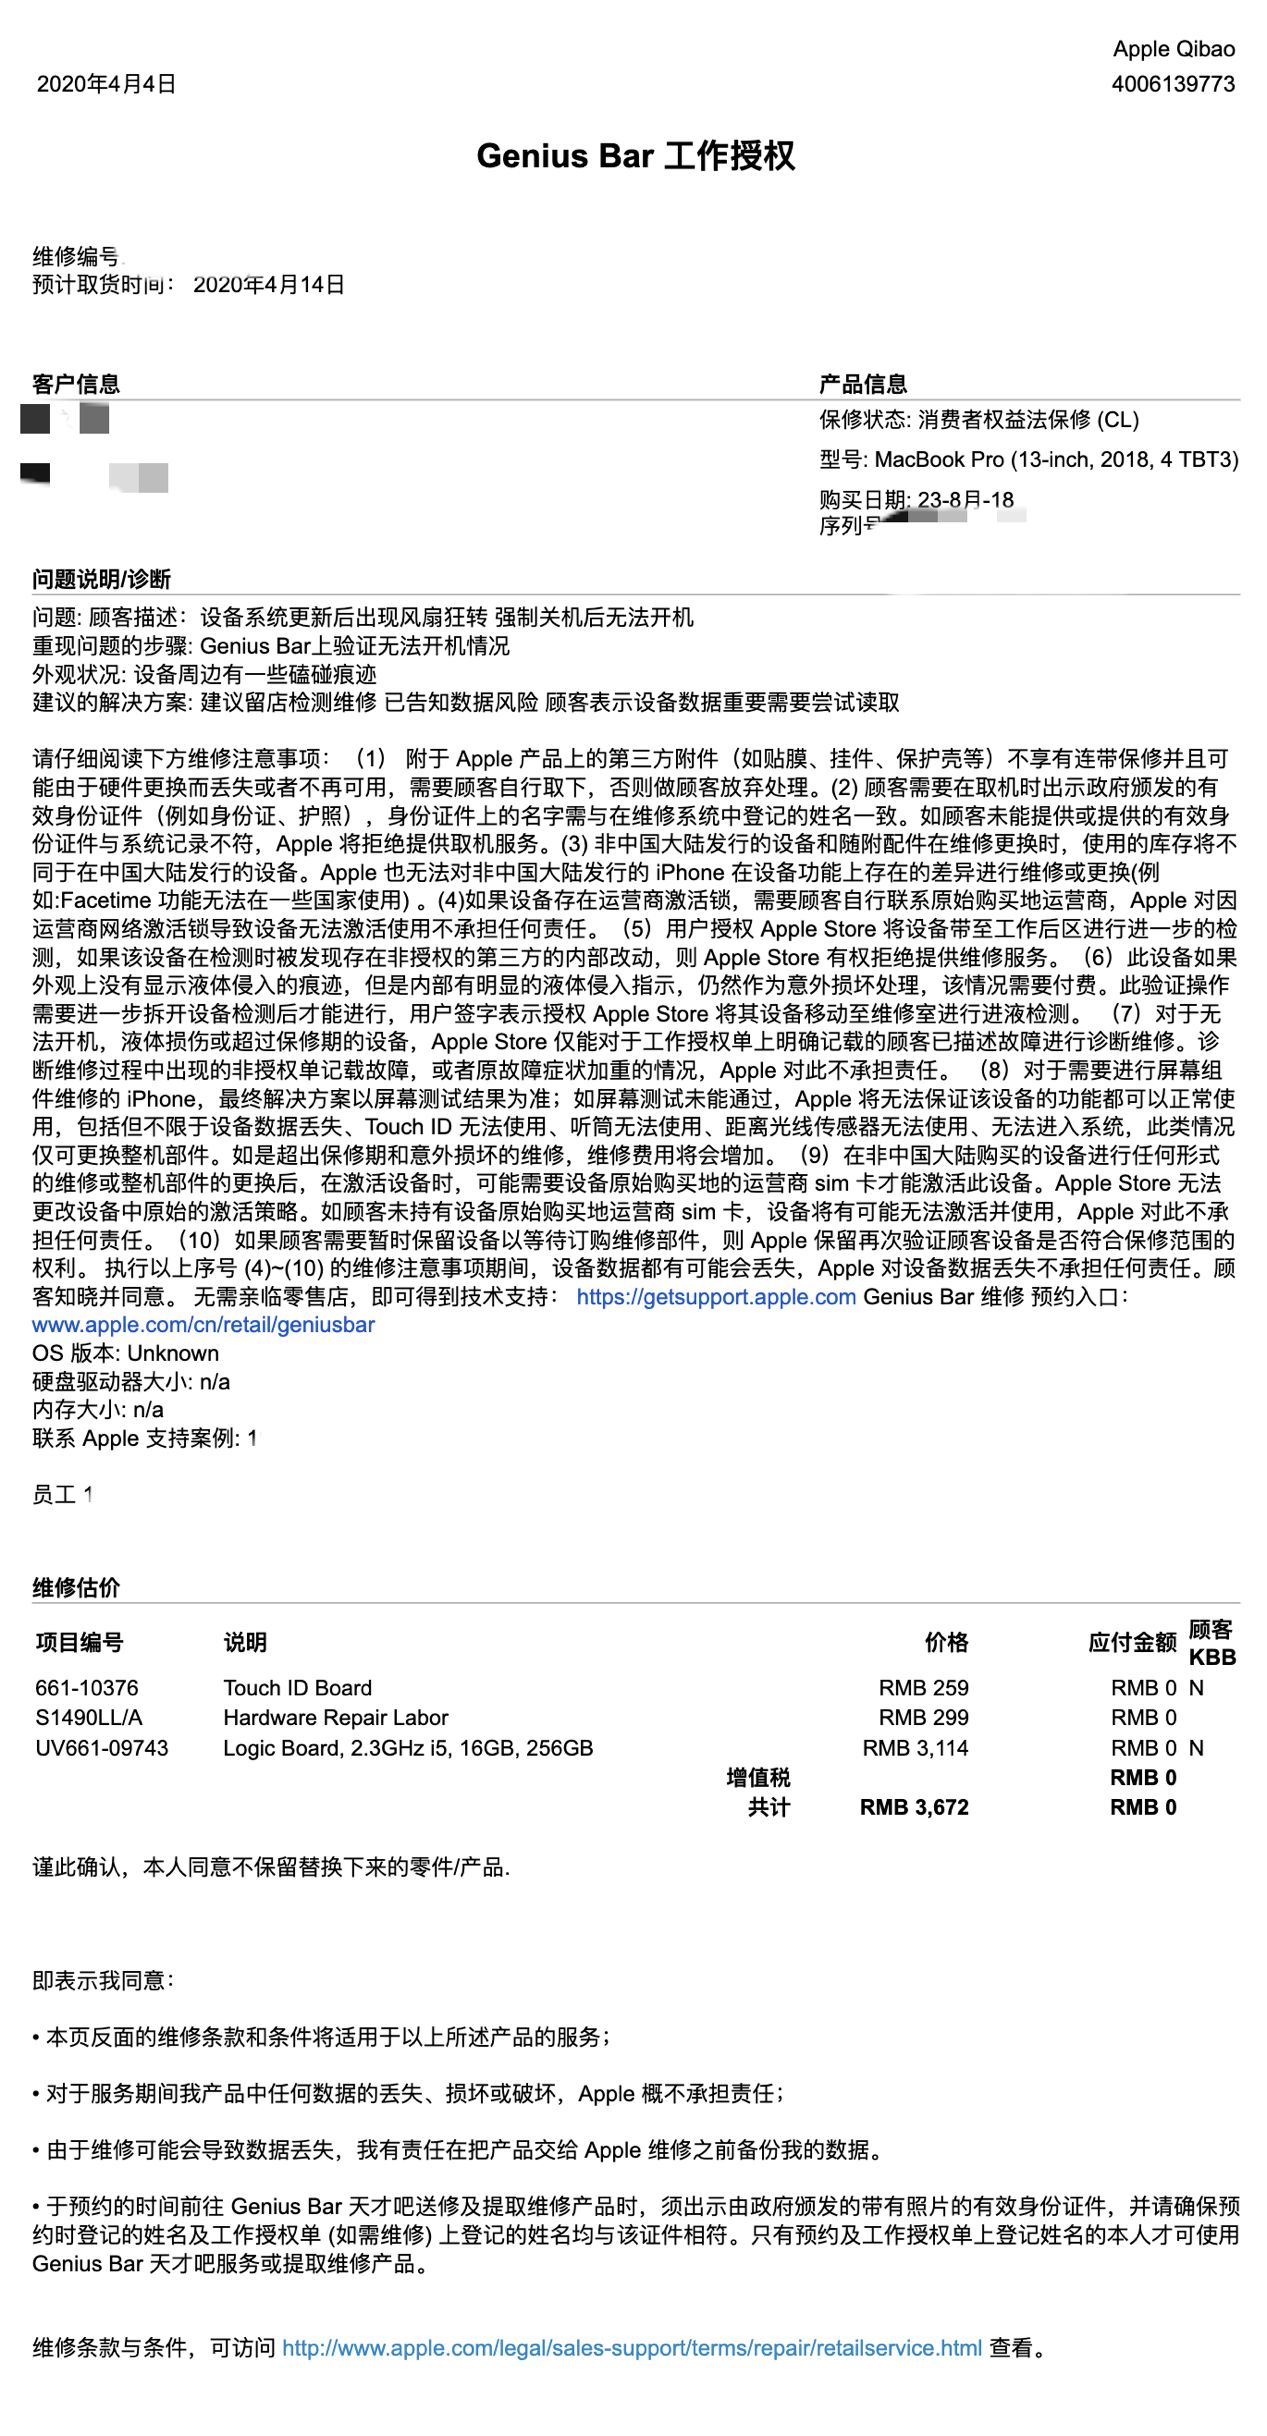 Apple Qibao
2020年4月4日
4006139773
Genius Bar 工作授权
维修编号
预计取货时间： 2020年4月14日
客户信息
产品信息
保修状态: 消费者权益法保修 (CL)
型号: MacBook Pro (13-inch, 2018, 4 TBT3)
购买日期: 23-8月-18
序列号
问题说明/诊断
问题: 顾客描述：设备系统更新后出现风扇狂转 强制关机后无法开机
重现问题的步骤: Genius Bar上验证无法开机情况
外观状况: 设备周边有一些磕碰痕迹
建议的解决方案: 建议留店检测维修 已告知数据风险 顾客表示设备数据重要需要尝试读取
请仔细阅读下方维修注意事项：（1） 附于 Apple 产品上的第三方附件（如贴膜、挂件、保护壳等）不享有连带保修并且可
能由于硬件更换而丢失或者不再可用，需要顾客自行取下，否则做顾客放弃处理。(2) 顾客需要在取机时出示政府颁发的有
效身份证件（例如身份证、护照），身份证件上的名字需与在维修系统中登记的姓名一致。如顾客未能提供或提供的有效身
份证件与系统记录不符，Apple 将拒绝提供取机服务。(3) 非中国大陆发行的设备和随附配件在维修更换时，使用的库存将不
同于在中国大陆发行的设备。Apple 也无法对非中国大陆发行的 iPhone 在设备功能上存在的差异进行维修或更换(例
如:Facetime 功能无法在一些国家使用) 。(4)如果设备存在运营商激活锁，需要顾客自行联系原始购买地运营商，Apple 对因
运营商网络激活锁导致设备无法激活使用不承担任何责任。（5）用户授权 Apple Store 将设备带至工作后区进行进一步的检
测，如果该设备在检测时被发现存在非授权的第三方的内部改动，则 Apple Store 有权拒绝提供维修服务。（6）此设备如果
外观上没有显示液体侵入的痕迹，但是内部有明显的液体侵入指示，仍然作为意外损坏处理，该情况需要付费。此验证操作
需要进一步拆开设备检测后才能进行，用户签字表示授权 Apple Store 将其设备移动至维修室进行进液检测。 （7）对于无
法开机，液体损伤或超过保修期的设备，Apple Store 仅能对于工作授权单上明确记载的顾客已描述故障进行诊断维修。诊
断维修过程中出现的非授权单记载故障，或者原故障症状加重的情况，Apple 对此不承担责任。 （8）对于需要进行屏幕组
件维修的 iPhone，最终解决方案以屏幕测试结果为准；如屏幕测试未能通过，Apple 将无法保证该设备的功能都可以正常使
用，包括但不限于设备数据丢失、Touch ID 无法使用、听筒无法使用、距离光线传感器无法使用、无法进入系统，此类情况
仅可更换整机部件。如是超出保修期和意外损坏的维修，维修费用将会增加。（9）在非中国大陆购买的设备进行任何形式
的维修或整机部件的更换后，在激活设备时，可能需要设备原始购买地的运营商 sim 卡才能激活此设备。Apple Store 无法
更改设备中原始的激活策略。如顾客未持有设备原始购买地运营商 sim 卡，设备将有可能无法激活并使用，Apple 对此不承
担任何责任。（10）如果顾客需要暂时保留设备以等待订购维修部件，则 Apple 保留再次验证顾客设备是否符合保修范围的
权利。 执行以上序号 (4)~(10) 的维修注意事项期间，设备数据都有可能会丢失，Apple 对设备数据丢失不承担任何责任。顾
客知晓并同意。 无需亲临零售店，即可得到技术支持： https://getsupport.apple.com Genius Bar 维修 预约入口：
www.apple.com/cn/retail/geniusbar
OS 版本: Unknown
硬盘驱动器大小: n/a
内存大小: n/a
联系 Apple 支持案例: 1
员工 1
维修估价
项目编号 说明 价格 应付金额 顾客 KBB
661-10376 Touch ID Board RMB 259 RMB 0 N
S1490LL/A Hardware Repair Labor RMB 299 RMB 0
UV661-09743 Logic Board, 2.3GHz i5, 16GB, 256GB RMB 3,114 RMB 0 N
增值税 RMB 0
共计 RMB 3,672 RMB 0
谨此确认，本人同意不保留替换下来的零件/产品.
即表示我同意：
• 本页反面的维修条款和条件将适用于以上所述产品的服务；
• 对于服务期间我产品中任何数据的丢失、损坏或破坏，Apple 概不承担责任；
• 由于维修可能会导致数据丢失，我有责任在把产品交给 Apple 维修之前备份我的数据。
• 于预约的时间前往 Genius Bar 天才吧送修及提取维修产品时，须出示由政府颁发的带有照片的有效身份证件，并请确保预
约时登记的姓名及工作授权单 (如需维修) 上登记的姓名均与该证件相符。只有预约及工作授权单上登记姓名的本人才可使用
Genius Bar 天才吧服务或提取维修产品。
维修条款与条件，可访问 http://www.apple.com/legal/sales-support/terms/repair/retailservice.html 查看。